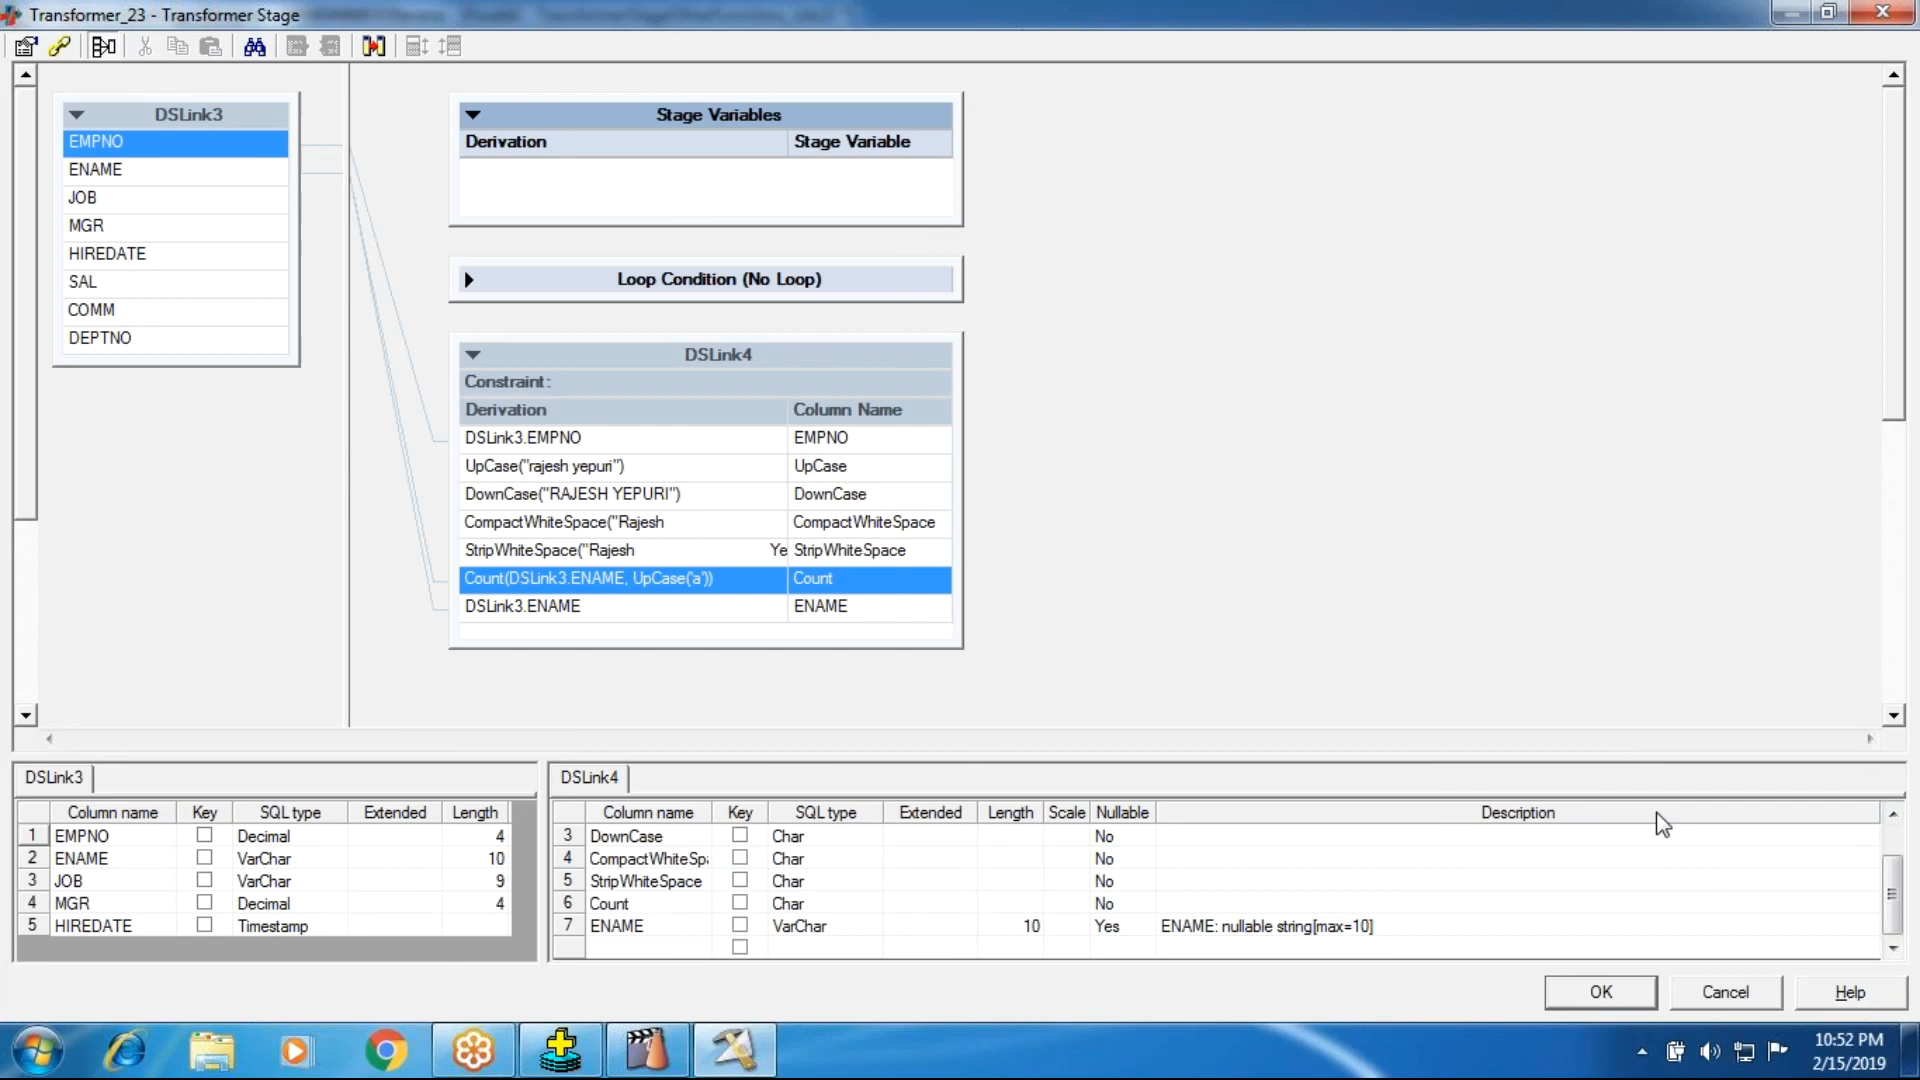 Transformer_23 - Transformer Stage
DSLink3
EMPNO
ENAME
JOB
MGR
HIREDATE
SAL
COMM
DEPTNO
Stage Variables
Derivation Stage Variable
Loop Condition (No Loop)
DSLink4
Constraint:
Derivation Column Name
DSLink3.EMPNO EMPNO
UpCase("rajesh yepuri") UpCase
DownCase("RAJESH YEPURI") DownCase
CompactWhiteSpace("Rajesh CompactWhiteSpace
StripWhiteSpace("Rajesh Ye StripWhiteSpace
Count(DSLink3.ENAME, UpCase('a')) Count
DSLink3.ENAME ENAME
DSLink3
Column name Key SQL type Extended Length
1 EMPNO Decimal 4
2 ENAME VarChar 10
3 JOB VarChar 9
4 MGR Decimal 4
5 HIREDATE Timestamp
DSLink4
Column name Key SQL type Extended Length Scale Nullable Description
3 DownCase Char No
4 CompactWhiteSp Char No
5 StripWhiteSpace Char No
6 Count Char No
7 ENAME VarChar 10 Yes ENAME: nullable string[max=10]
OK Cancel Help
10:52 PM
2/15/2019